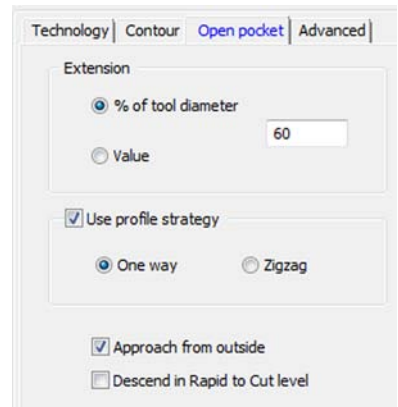 Technology Contour Open pocket Advanced
Extension
% of tool diameter
60
Value
Use profile strategy
One way Zigzag
Approach from outside
Descend in Rapid to Cut level